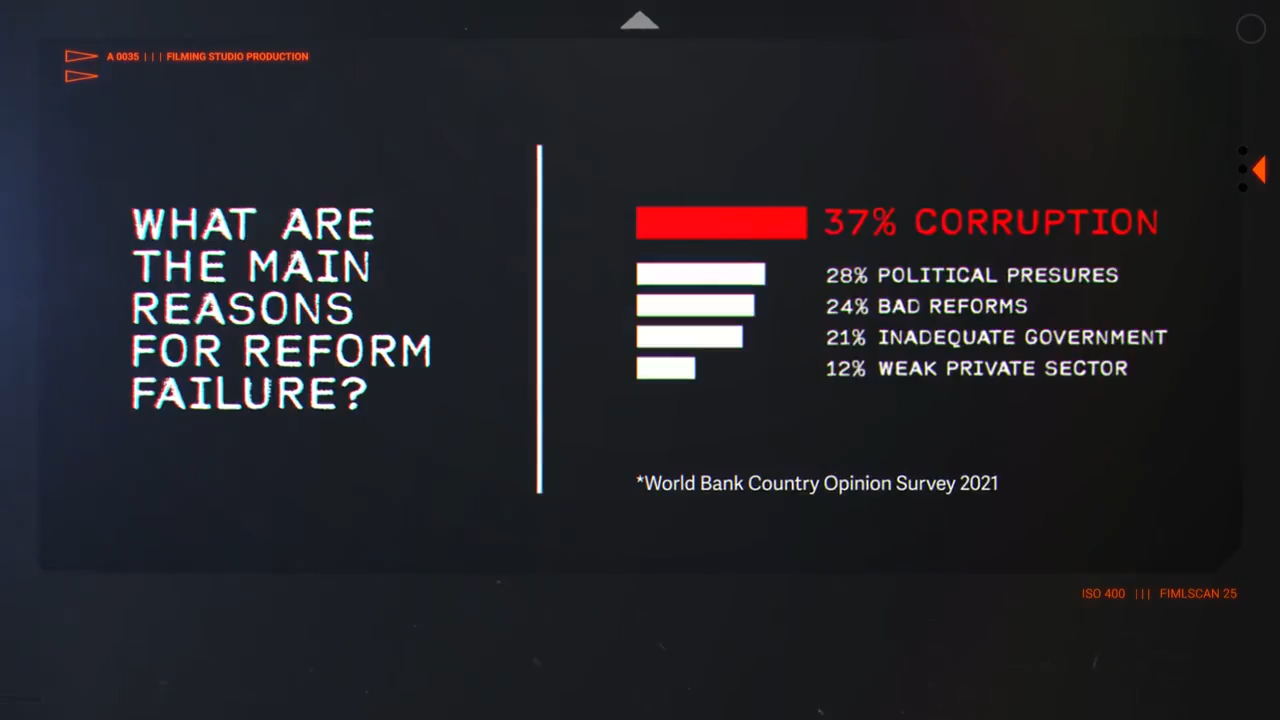 A 0035 | | | FILMING STUDIO PRODUCTION
WHAT ARE
THE MAIN
REASONS
FOR REFORM
FAILURE?
37% CORRUPTION
28% POLITICAL PRESURES
24% BAD REFORMS
21% INADEQUATE GOVERNMENT
12% WEAK PRIVATE SECTOR
*World Bank Country Opinion Survey 2021
ISO 400 | | | FIMLSCAN 25